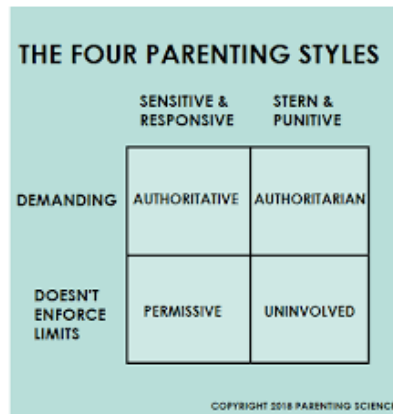 THE FOUR PARENTING STYLES
SENSITIVE & STERN &
RESPONSIVE PUNITIVE
DEMANDING AUTHORITATIVE AUTHORITARIAN
DOESN'T
ENFORCE PERMISSIVE UNINVOLVED
LIMITS
COPYRIGHT 2018 PARENTING SCIENCE